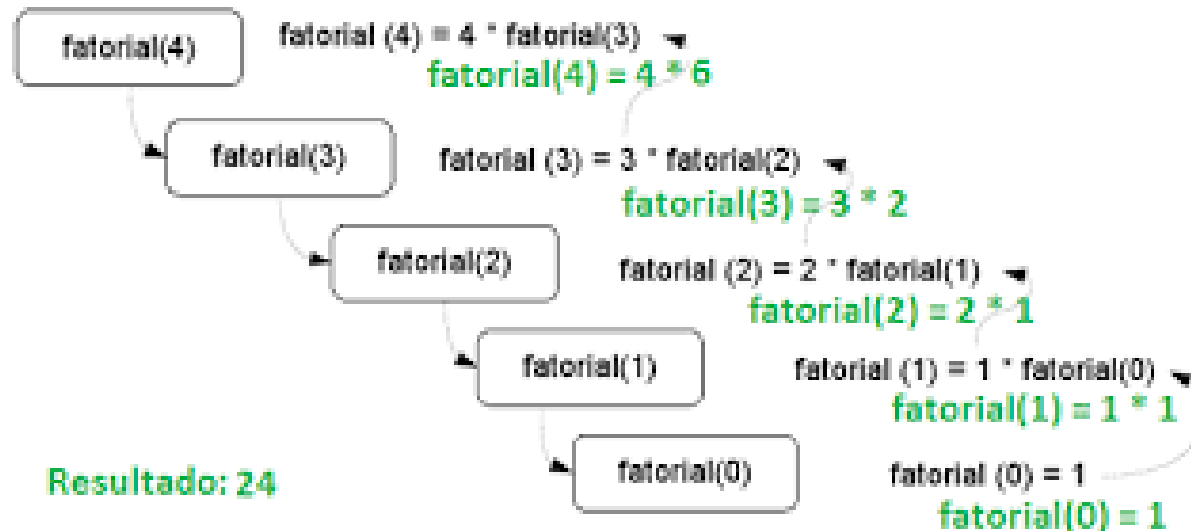 fatorial(4)
fatorial (4) = 4 * fatorial(3)
fatorial(4) = 4 * 6
fatorial(3)
fatorial (3) = 3 * fatorial(2)
fatorial(3) = 3 * 2
fatorial(2)
fatorial (2) = 2 * fatorial(1)
fatorial(2) = 2 * 1
fatorial(1)
fatorial (1) = 1 * fatorial(0)
fatorial(1) = 1 * 1
fatorial(0)
fatorial (0) = 1
fatorial(0) = 1
Resultado: 24